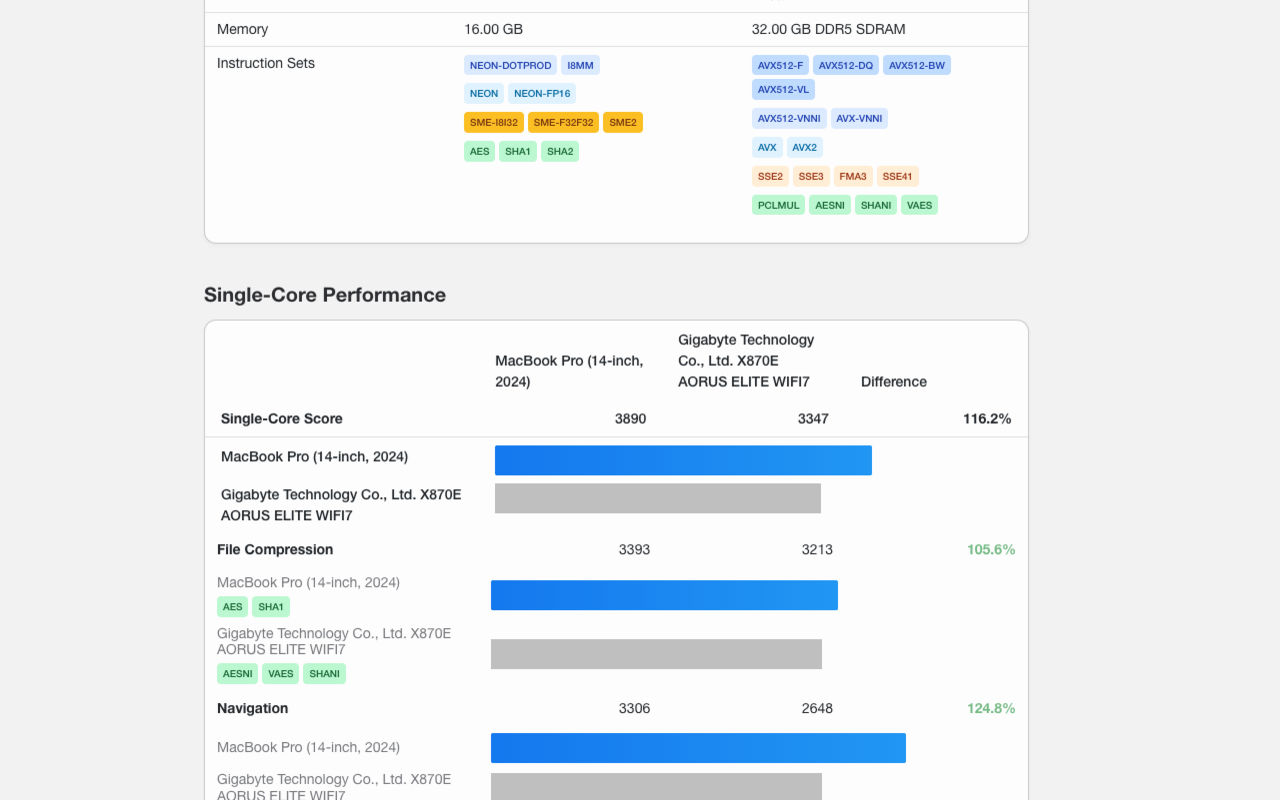 Memory 16.00 GB 32.00 GB DDR5 SDRAM
Instruction Sets
NEON-DOTPROD I8MM
NEON NEON-FP16
SME-I8I32 SME-F32F32 SME2
AES SHA1 SHA2
AVX512-F AVX512-DQ AVX512-BW
AVX512-VL
AVX512-VNNI AVX-VNNI
AVX AVX2
SSE2 SSE3 FMA3 SSE41
PCLMUL AESNI SHANI VAES
Single-Core Performance
MacBook Pro (14-inch,
2024)
Gigabyte Technology
Co., Ltd. X870E
AORUS ELITE WIFI7
Difference
Single-Core Score 3890 3347 116.2%
MacBook Pro (14-inch, 2024)
Gigabyte Technology Co., Ltd. X870E
AORUS ELITE WIFI7
File Compression 3393 3213 105.6%
MacBook Pro (14-inch, 2024)
AES SHA1
Gigabyte Technology Co., Ltd. X870E
AORUS ELITE WIFI7
AESNI VAES SHANI
Navigation 3306 2648 124.8%
MacBook Pro (14-inch, 2024)
Gigabyte Technology Co., Ltd. X870E
AORUS ELITE WIFI7